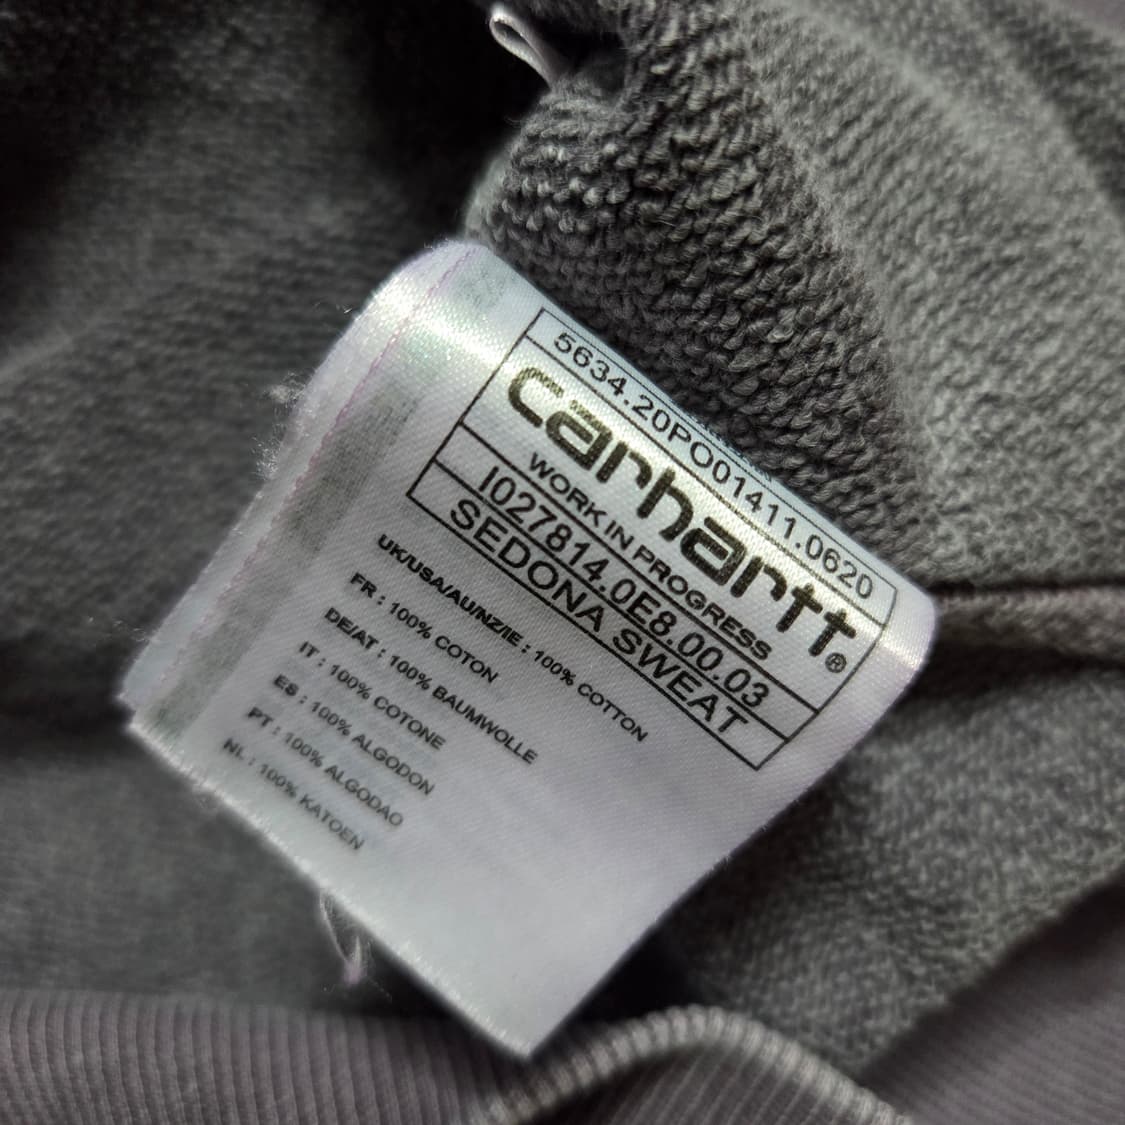 5634.20PO01411.0620
carhartt®
WORK IN PROGRESS
I027814.0E8.00.03
SEDONA SWEAT
UK/USA/AU/NZ/IE : 100% COTTON
FR : 100% COTON
DE/AT : 100% BAUMWOLLE
IT : 100% COTONE
ES : 100% ALGODON
PT : 100% ALGODAO
NL : 100% KATOEN